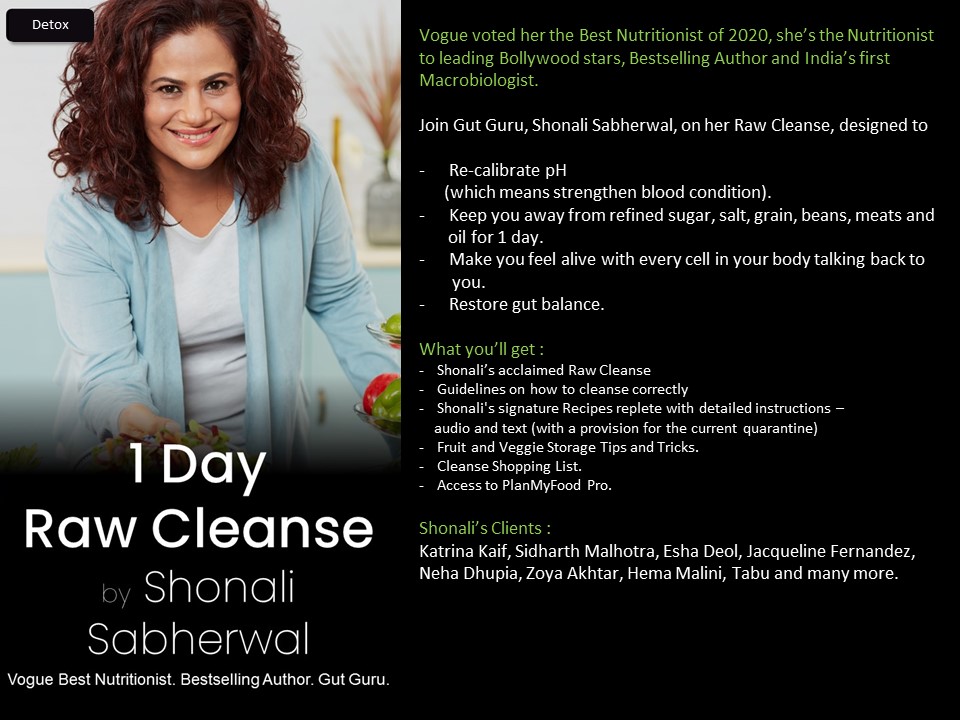 Detox
1 Day
Raw Cleanse
by Shonali
Sabherwal
Vogue Best Nutritionist. Bestselling Author. Gut Guru.
Vogue voted her the Best Nutritionist of 2020, she’s the Nutritionist
to leading Bollywood stars, Bestselling Author and India’s first
Macrobiologist.
Join Gut Guru, Shonali Sabherwal, on her Raw Cleanse, designed to
- Re-calibrate pH
(which means strengthen blood condition).
- Keep you away from refined sugar, salt, grain, beans, meats and
oil for 1 day.
- Make you feel alive with every cell in your body talking back to
you.
- Restore gut balance.
What you’ll get :
- Shonali’s acclaimed Raw Cleanse
- Guidelines on how to cleanse correctly
- Shonali's signature Recipes replete with detailed instructions –
audio and text (with a provision for the current quarantine)
- Fruit and Veggie Storage Tips and Tricks.
- Cleanse Shopping List.
- Access to PlanMyFood Pro.
Shonali’s Clients :
Katrina Kaif, Sidharth Malhotra, Esha Deol, Jacqueline Fernandez,
Neha Dhupia, Zoya Akhtar, Hema Malini, Tabu and many more.